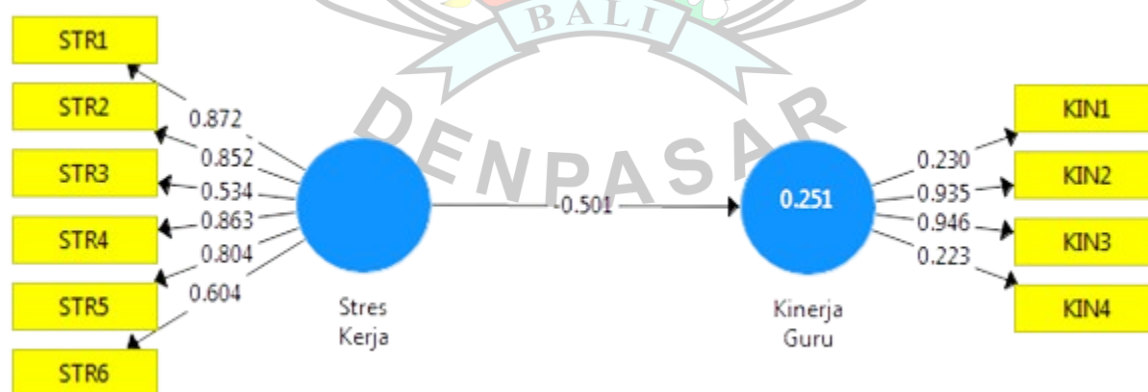 BALI
DENPASAR
STR1
STR2
STR3
STR4
STR5
STR6
0.872
0.852
0.534
0.863
0.804
0.604
Stres
Kerja
-0.501
0.251
Kinerja
Guru
0.230
0.935
0.946
0.223
KIN1
KIN2
KIN3
KIN4